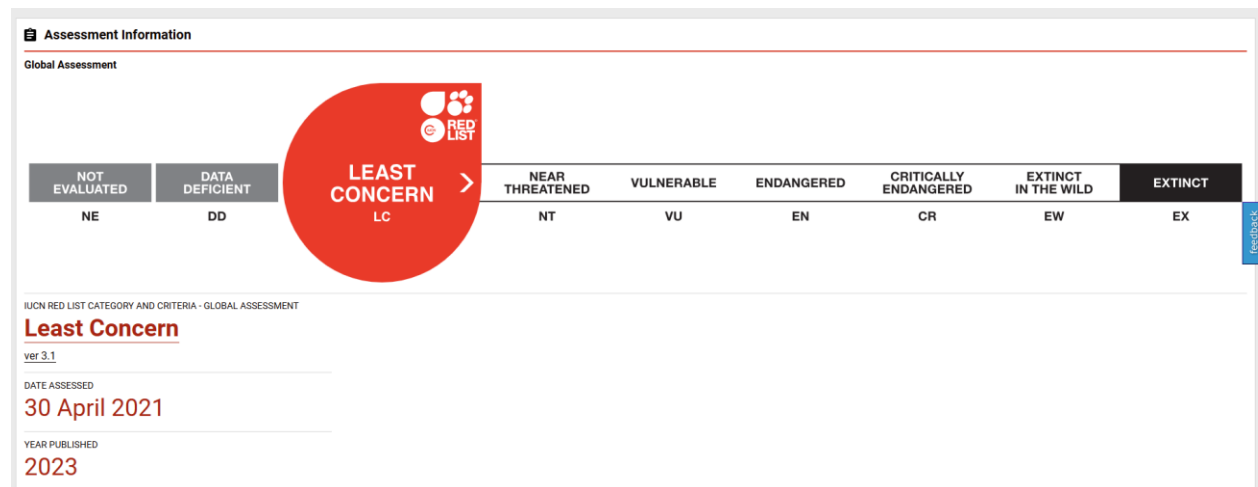 Assessment Information
Global Assessment
RED
LIST
NOT
EVALUATED
DATA
DEFICIENT
LEAST
CONCERN
NEAR
THREATENED
VULNERABLE
ENDANGERED
CRITICALLY
ENDANGERED
EXTINCT
IN THE WILD
EXTINCT
NE
DD
LC
NT
VU
EN
CR
EW
EX
feedback
IUCN RED LIST CATEGORY AND CRITERIA - GLOBAL ASSESSMENT
Least Concern
ver 3.1
DATE ASSESSED
30 April 2021
YEAR PUBLISHED
2023